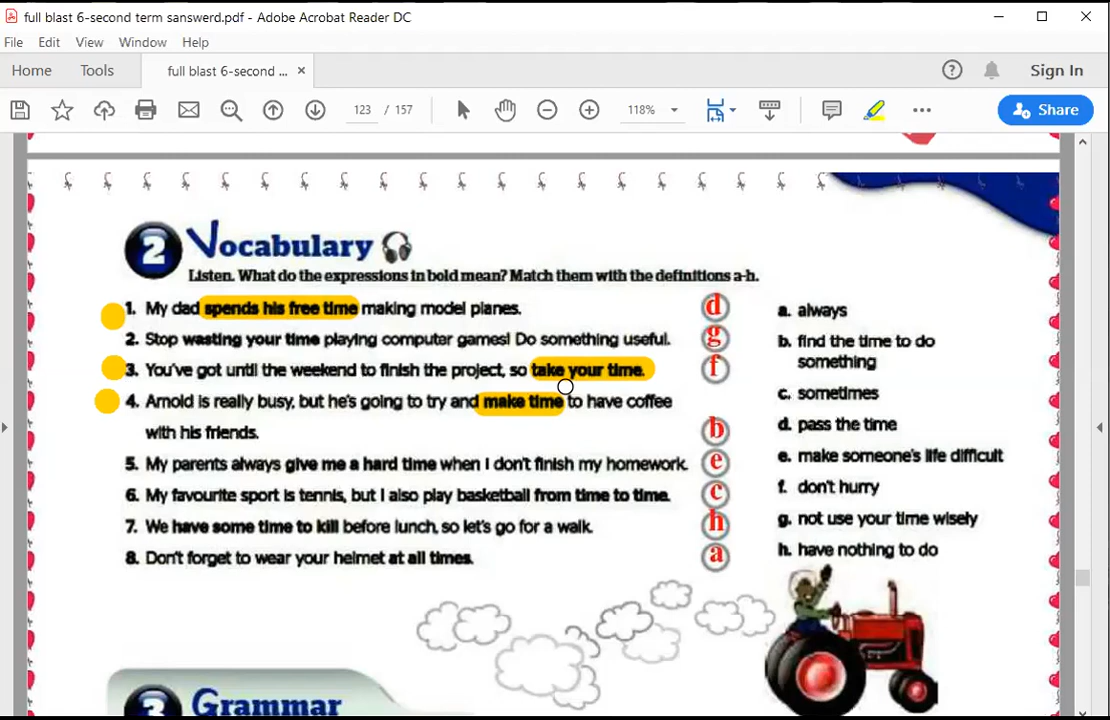 full blast 6-second term sanswerd.pdf - Adobe Acrobat Reader DC
File Edit View Window Help
Home Tools full blast 6-second ... × Sign In
123 / 157 118% Share
2 Vocabulary
Listen. What do the expressions in bold mean? Match them with the definitions a-h.
1. My dad spends his free time making model planes. d
2. Stop wasting your time playing computer games! Do something useful. g
3. You've got until the weekend to finish the project, so take your time. f
4. Arnold is really busy, but he's going to try and make time to have coffee
with his friends. b
5. My parents always give me a hard time when I don't finish my homework. e
6. My favourite sport is tennis, but I also play basketball from time to time. c
7. We have some time to kill before lunch, so let's go for a walk. h
8. Don't forget to wear your helmet at all times. a
a. always
b. find the time to do
something
c. sometimes
d. pass the time
e. make someone's life difficult
f. don't hurry
g. not use your time wisely
h. have nothing to do
3 Grammar